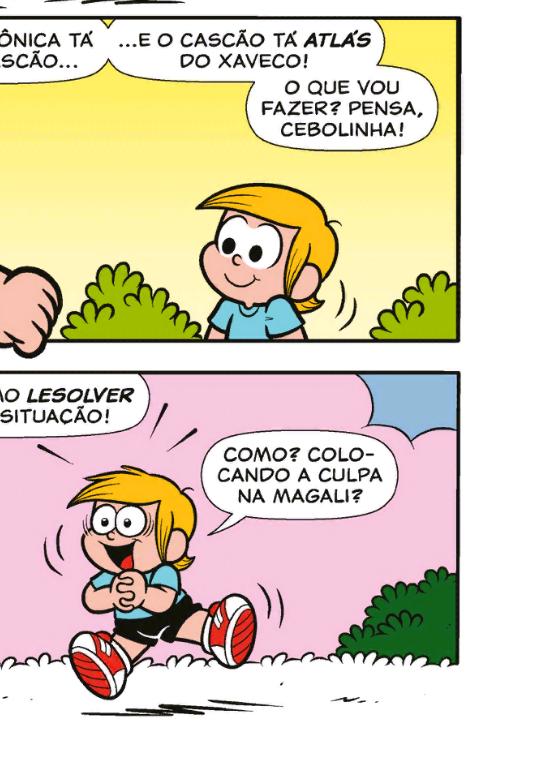 ÔNICA TÁ
SCÃO...
...E O CASCÃO TÁ ATLÁS
DO XAVECO!
O QUE VOU
FAZER? PENSA,
CEBOLINHA!
LESOLVER
SITUAÇÃO!
COMO? COLO-
CANDO A CULPA
NA MAGALI?